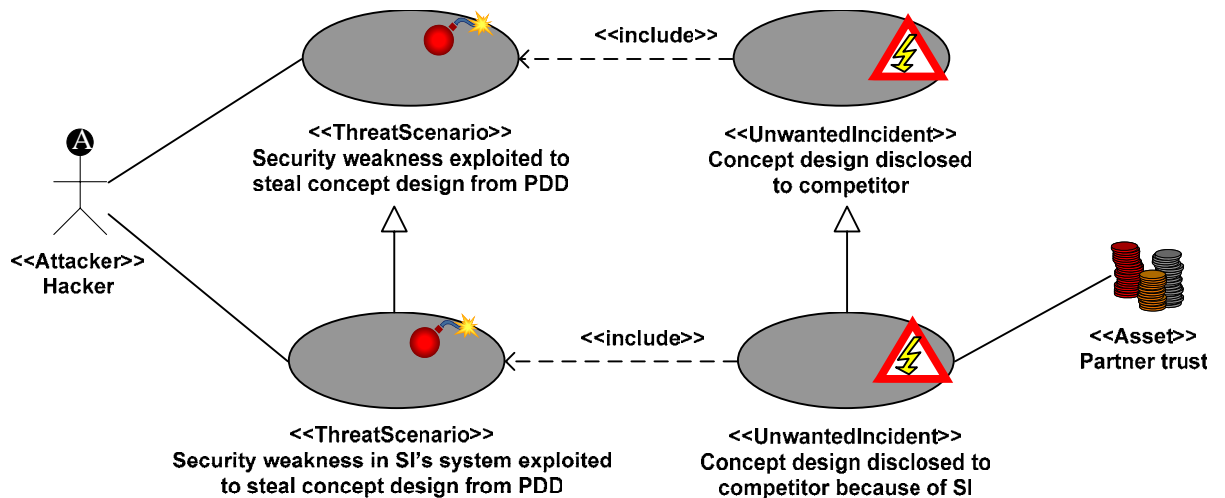 <<include>>
<<ThreatScenario>>
Security weakness exploited to
steal concept design from PDD
<<UnwantedIncident>>
Concept design disclosed
to competitor
A
<<Attacker>>
Hacker
<<Asset>>
Partner trust
<<include>>
<<ThreatScenario>>
Security weakness in SI's system exploited
to steal concept design from PDD
<<UnwantedIncident>>
Concept design disclosed to
competitor because of SI